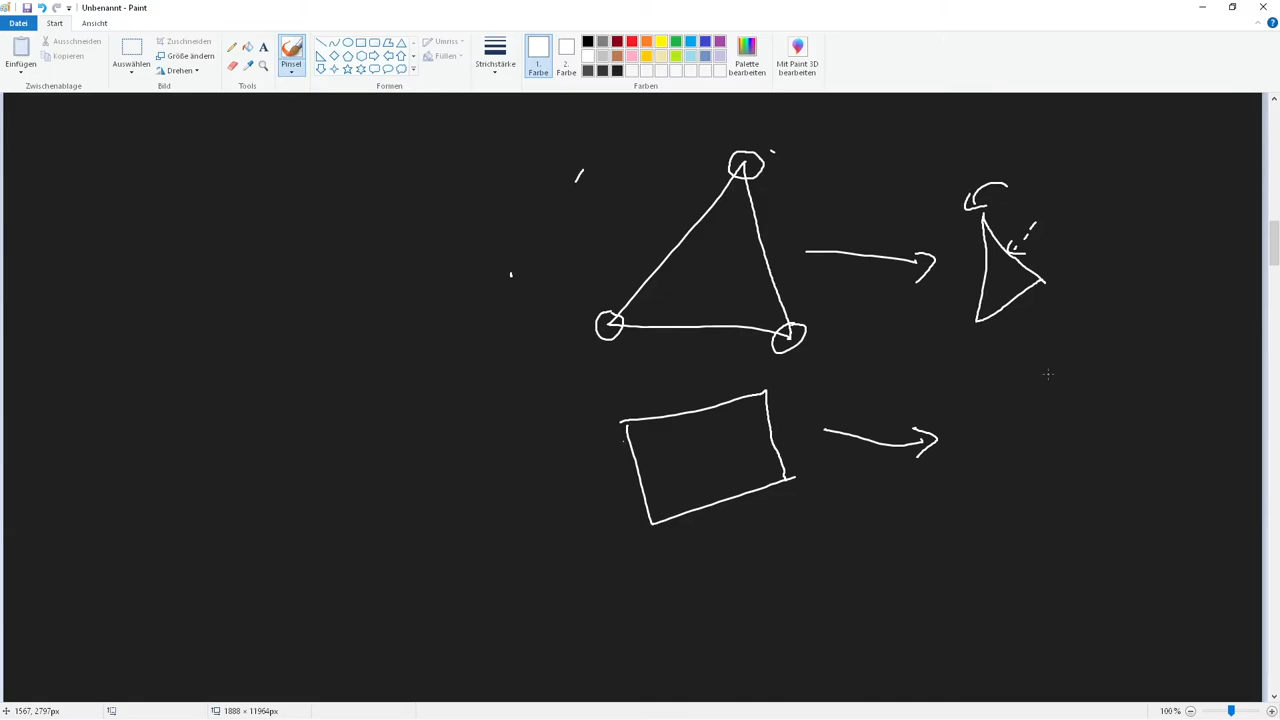 Unbenannt - Paint
Datei Start Ansicht
Einfügen
Ausschneiden
Kopieren
Zwischenablage
Auswählen
Zuschneiden
Größe ändern
Drehen
Bild
A
Tools
Umriss
Füllen
Formen
Strichstärke
1.
Farbe
2.
Farbe
Farben
Palette
bearbeiten
Mit Paint 3D
bearbeiten
1567, 2797px
1888 × 11964px
100 %